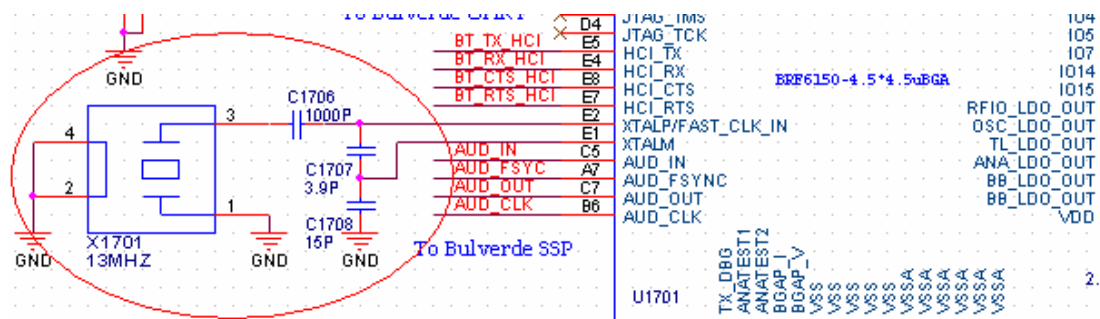 To Bulverde UART
GND
BT_TX_HCI
BT_RX_HCI
BT_CTS_HCI
BT_RTS_HCI
D4
E5
E4
E8
E7
E2
E1
C5
A7
C7
B6
JTAG_TMS
JTAG_TCK
HCI_TX
HCI_RX
HCI_CTS
HCI_RTS
XTALP/FAST_CLK_IN
XTALM
AUD_IN
AUD_FSYNC
AUD_OUT
AUD_CLK
BRF6150-4.5*4.5uBGA
IO4
IO5
IO7
IO14
IO15
RFIO_LDO_OUT
OSC_LDO_OUT
TL_LDO_OUT
ANA_LDO_OUT
BB_LDO_OUT
BB_LDO_OUT
VDD
C1706
1000P
3
4
2
1
C1707
3.9P
C1708
15P
AUD_IN
AUD_FSYC
AUD_OUT
AUD_CLK
X1701
13MHZ
GND
GND
GND
To Bulverde SSP
U1701
TX_DBG
ANATEST1
ANATEST2
BGAP_I
BGAP_V
VSS
VSS
VSS
VSS
VSSA
VSSA
VSSA
VSSA
VSSA
VSSA
2.